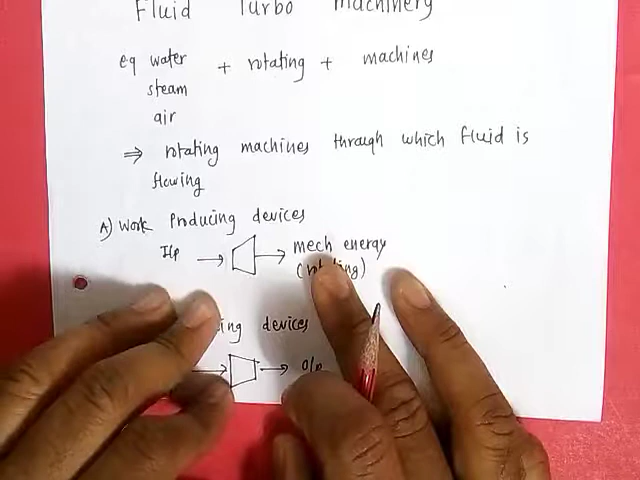 Fluid Turbo machinery
eq water + rotating + machines
steam
air
⇒ rotating machines through which fluid is
flowing
A) Work Producing devices
I/p → → mech energy
devices
→ → O/p